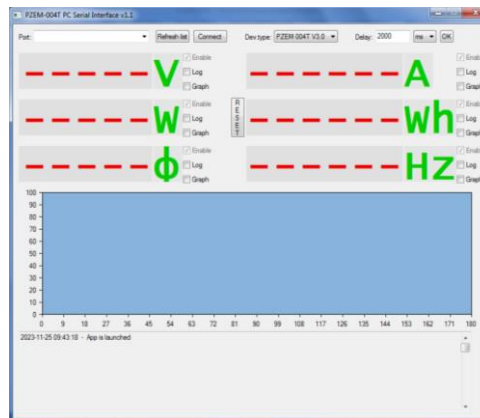 PZEM-004T PC Serial Interface v1.1
Port: Refresh list Connect Dev type: PZEM-004T V3.0 Delay: 2000 ms OK
----- V Enable Log Graph ------ A Enable Log Graph
----- W Enable Log Graph RESET ------ Wh Enable Log Graph
----- ϕ Enable Log Graph ------ Hz Enable Log Graph
100
90
80
70
60
50
40
30
20
10
0
0 9 18 27 36 45 54 63 72 81 90 99 108 117 126 135 144 153 162 171 180
2023-11-25 09:43:18 - App is launched